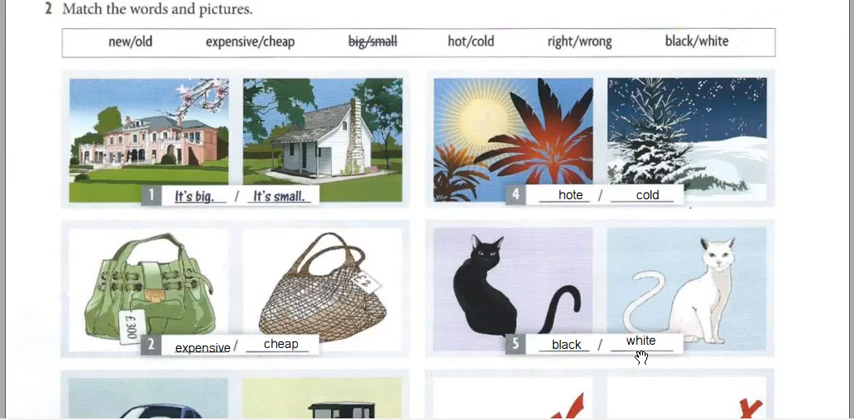 2 Match the words and pictures.
new/old expensive/cheap big/small hot/cold right/wrong black/white
1 It's big. / It's small.
4 hote / cold
£300
£2
2 expensive / cheap
5 black / white